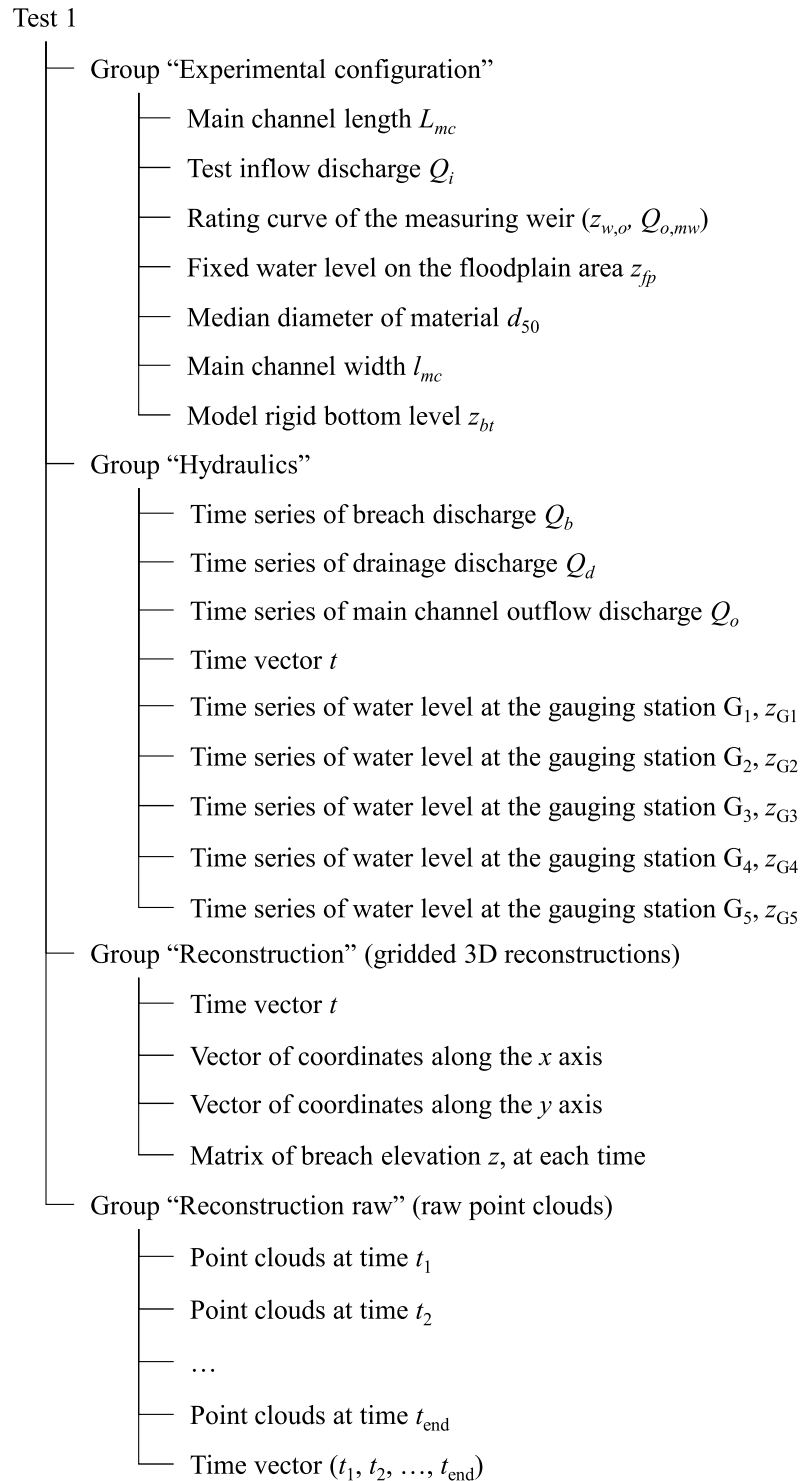 Test 1
Group “Experimental configuration”
Main channel length L_mc
Test inflow discharge Q_i
Rating curve of the measuring weir (z_w,o, Q_o,mw)
Fixed water level on the floodplain area z_fp
Median diameter of material d_50
Main channel width l_mc
Model rigid bottom level z_bt
Group “Hydraulics”
Time series of breach discharge Q_b
Time series of drainage discharge Q_d
Time series of main channel outflow discharge Q_o
Time vector t
Time series of water level at the gauging station G_1, z_G1
Time series of water level at the gauging station G_2, z_G2
Time series of water level at the gauging station G_3, z_G3
Time series of water level at the gauging station G_4, z_G4
Time series of water level at the gauging station G_5, z_G5
Group “Reconstruction” (gridded 3D reconstructions)
Time vector t
Vector of coordinates along the x axis
Vector of coordinates along the y axis
Matrix of breach elevation z, at each time
Group “Reconstruction raw” (raw point clouds)
Point clouds at time t_1
Point clouds at time t_2
…
Point clouds at time t_end
Time vector (t_1, t_2, …, t_end)